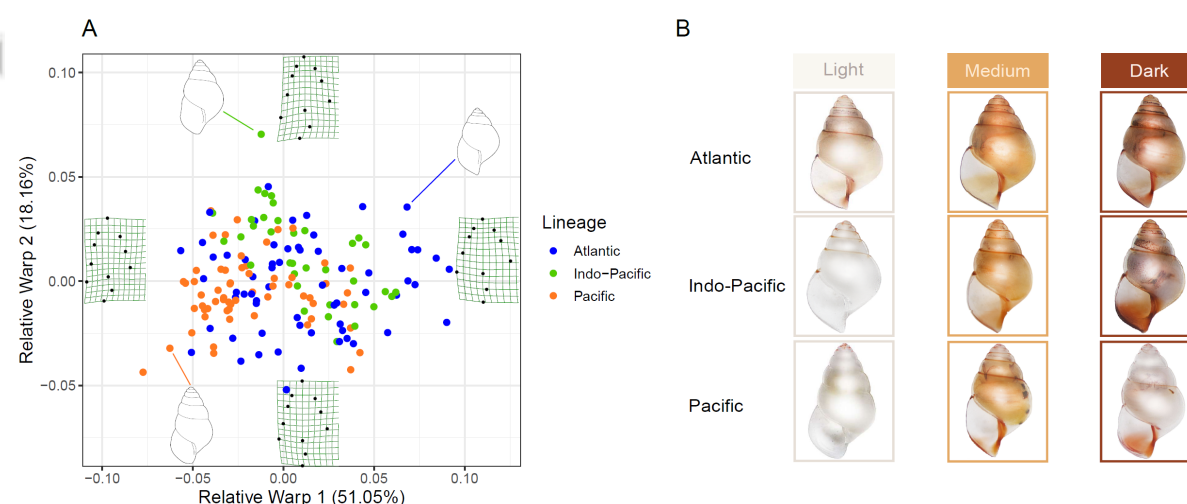 A
Relative Warp 2 (18.16%)
0.10
0.05
0.00
−0.05
−0.10
−0.05
0.00
0.05
0.10
Relative Warp 1 (51.05%)
Lineage
Atlantic
Indo−Pacific
Pacific
B
Light
Medium
Dark
Atlantic
Indo-Pacific
Pacific